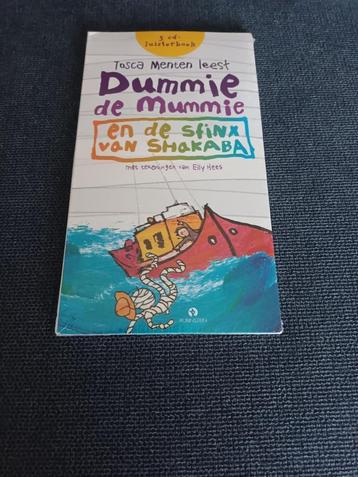 3 cd-
luisterboek
Tosca Menten leest
Dummie
de mummie
en de sfinx
van SHAKABA
met tekeningen van Elly Hees
RUBINSTEIN